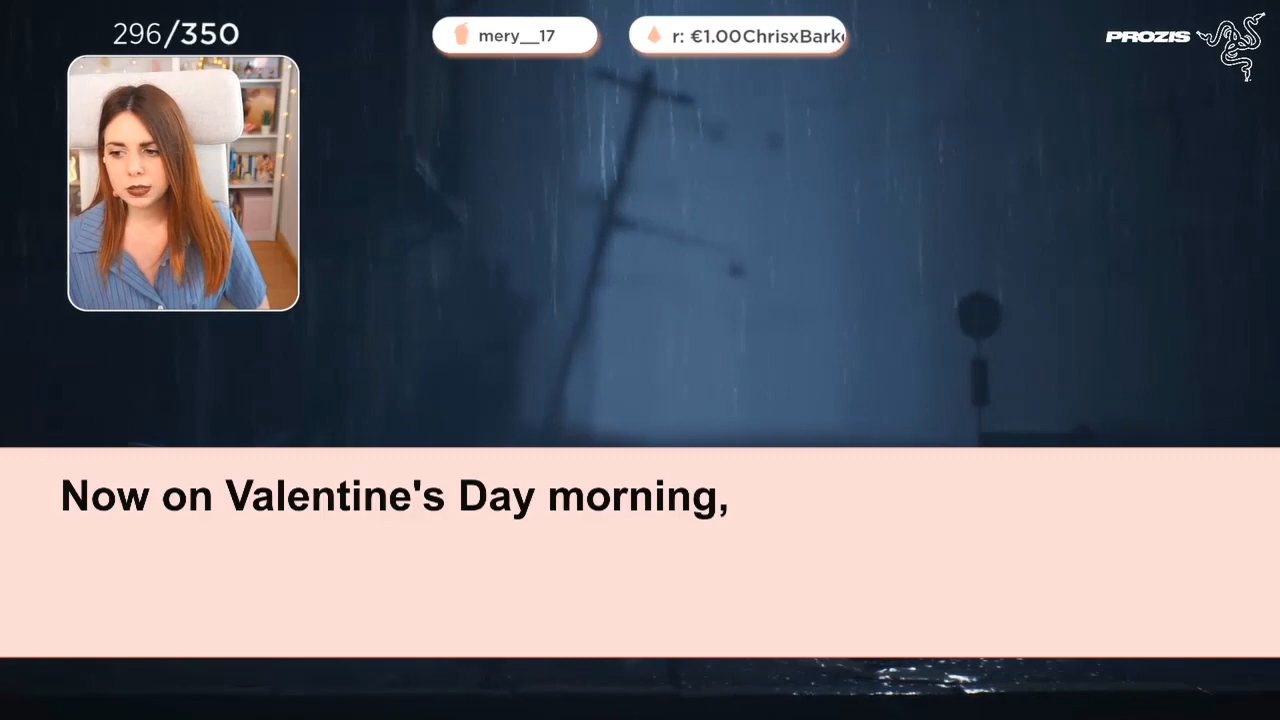 296/350
mery__17
r: €1.00ChrisxBark
PROZIS
Now on Valentine's Day morning,